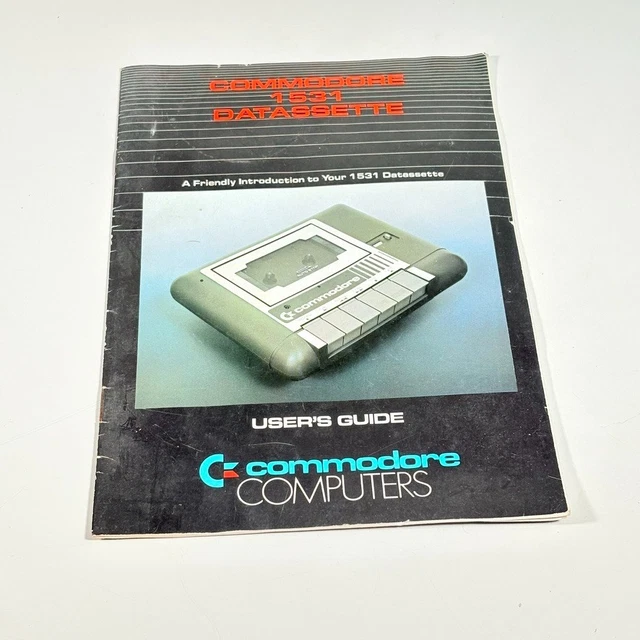 COMMODORE
1531
DATASSETTE
A Friendly Introduction to Your 1531 Datassette
commodore
USER'S GUIDE
commodore
COMPUTERS